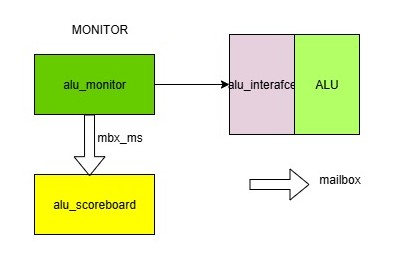 MONITOR
alu_monitor
alu_interafce
ALU
mbx_ms
mailbox
alu_scoreboard